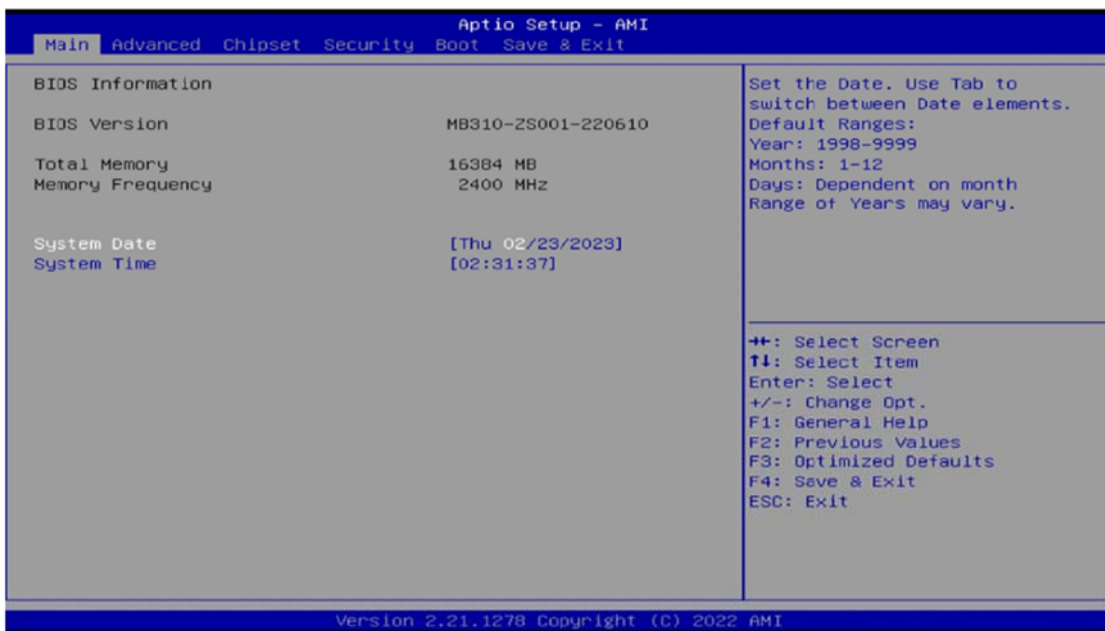 Aptio Setup - AMI
Main Advanced Chipset Security Boot Save & Exit
BIOS Information
BIOS Version MB310-ZS001-220610
Total Memory 16384 MB
Memory Frequency 2400 MHz
System Date [Thu 02/23/2023]
System Time [02:31:37]
Set the Date. Use Tab to
switch between Date elements.
Default Ranges:
Year: 1998-9999
Months: 1-12
Days: Dependent on month
Range of Years may vary.
→←: Select Screen
↑↓: Select Item
Enter: Select
+/-: Change Opt.
F1: General Help
F2: Previous Values
F3: Optimized Defaults
F4: Save & Exit
ESC: Exit
Version 2.21.1278 Copyright (C) 2022 AMI